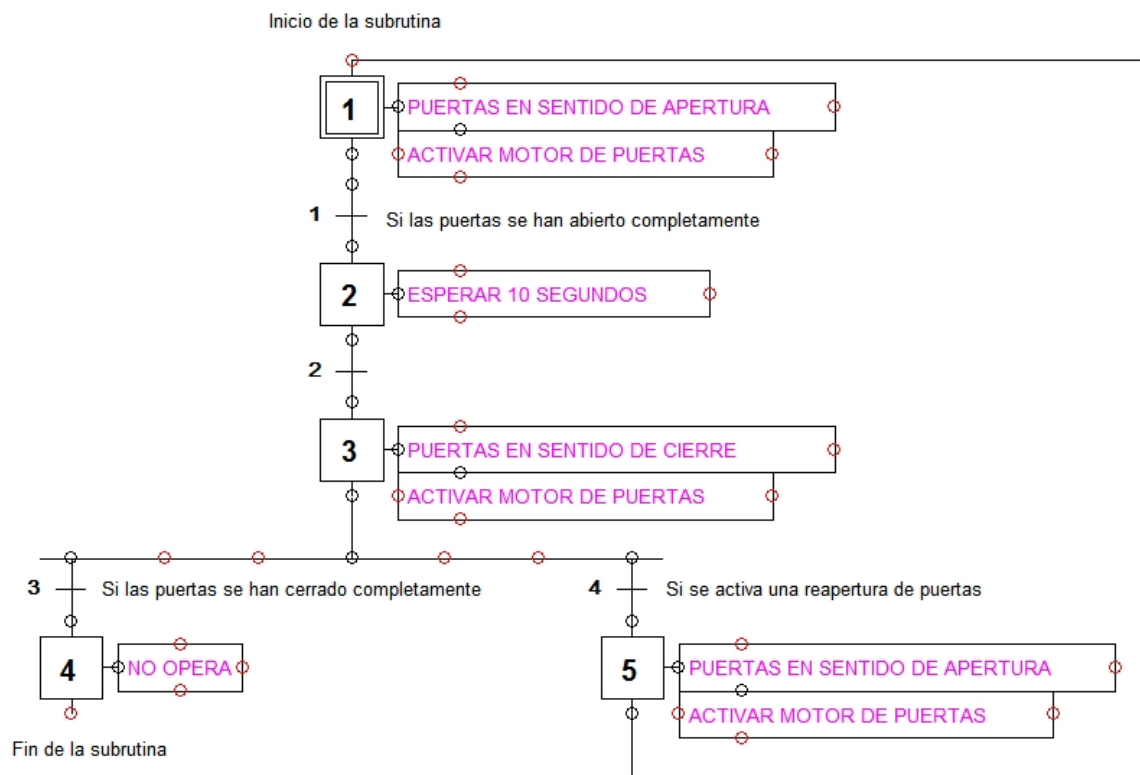 Inicio de la subrutina
1 PUERTAS EN SENTIDO DE APERTURA
ACTIVAR MOTOR DE PUERTAS
1 Si las puertas se han abierto completamente
2 ESPERAR 10 SEGUNDOS
2
3 PUERTAS EN SENTIDO DE CIERRE
ACTIVAR MOTOR DE PUERTAS
3 Si las puertas se han cerrado completamente
4 Si se activa una reapertura de puertas
4 NO OPERA
5 PUERTAS EN SENTIDO DE APERTURA
ACTIVAR MOTOR DE PUERTAS
Fin de la subrutina